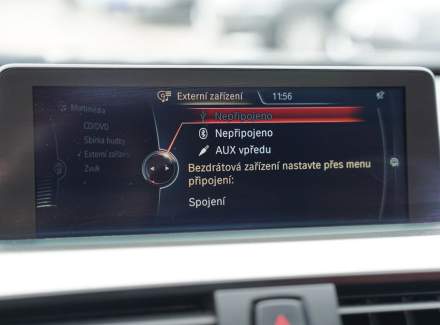 Externí zařízení 11:56
Multimédia
CD/DVD
Sbírka hudby
Externí zaříz
Zvuk
Nepřipojeno
Nepřipojeno
AUX vpředu
Bezdrátová zařízení nastavte přes menu
připojení:
Spojení